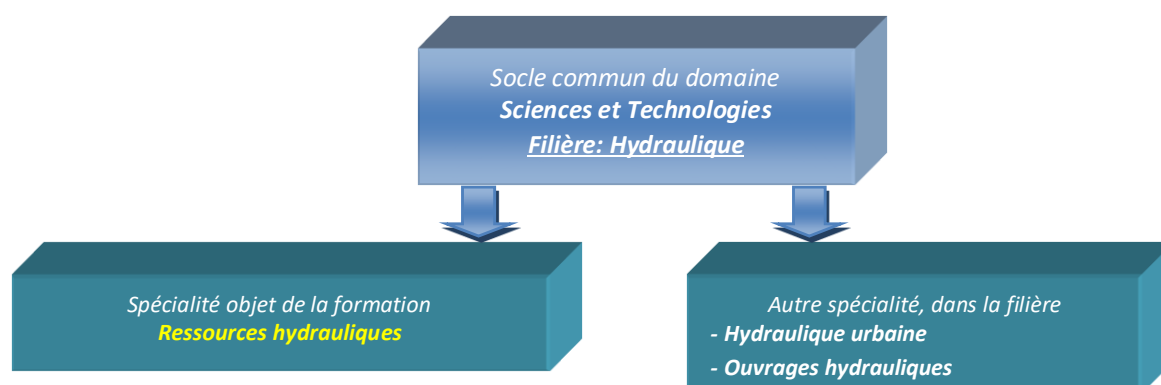 Socle commun du domaine
Sciences et Technologies
Filière: Hydraulique
Spécialité objet de la formation
Ressources hydrauliques
Autre spécialité, dans la filière
- Hydraulique urbaine
- Ouvrages hydrauliques